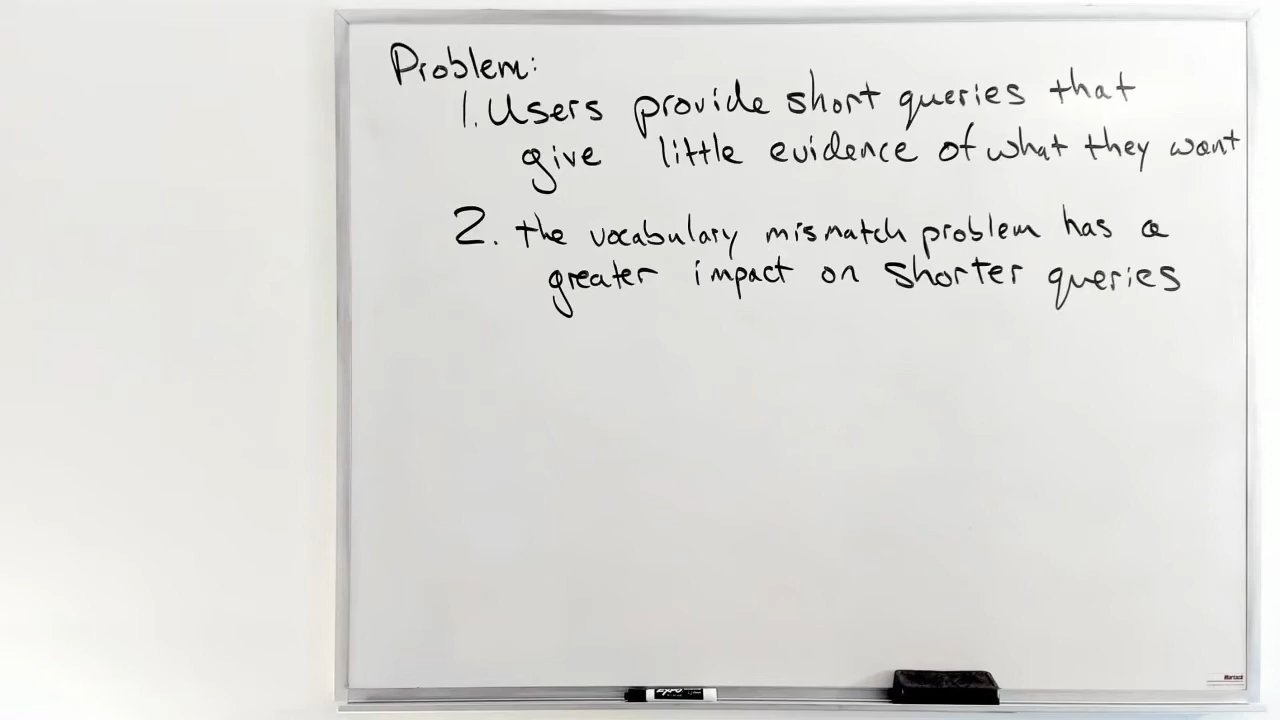 Problem:
1. Users provide short queries that
give little evidence of what they want
2. the vocabulary mismatch problem has a
greater impact on shorter queries
EXPO